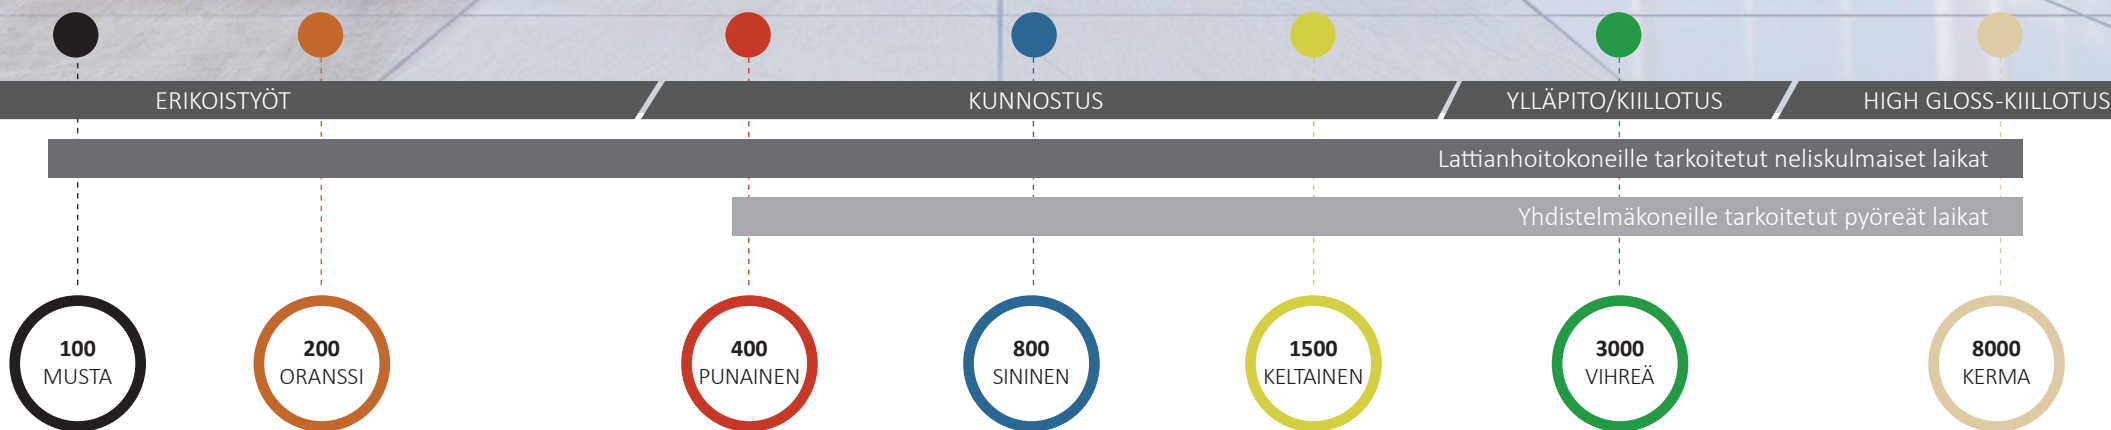 ERIKOISTYÖT
KUNNOSTUS
YLLÄPITO/KIILLOTUS
HIGH GLOSS-KIILLOTUS
Lattianhoitokoneille tarkoitetut neliskulmaiset laikat
Yhdistelmäkoneille tarkoitetut pyöreät laikat
100
MUSTA
200
ORANSSI
400
PUNAINEN
800
SININEN
1500
KELTAINEN
3000
VIHREÄ
8000
KERMA